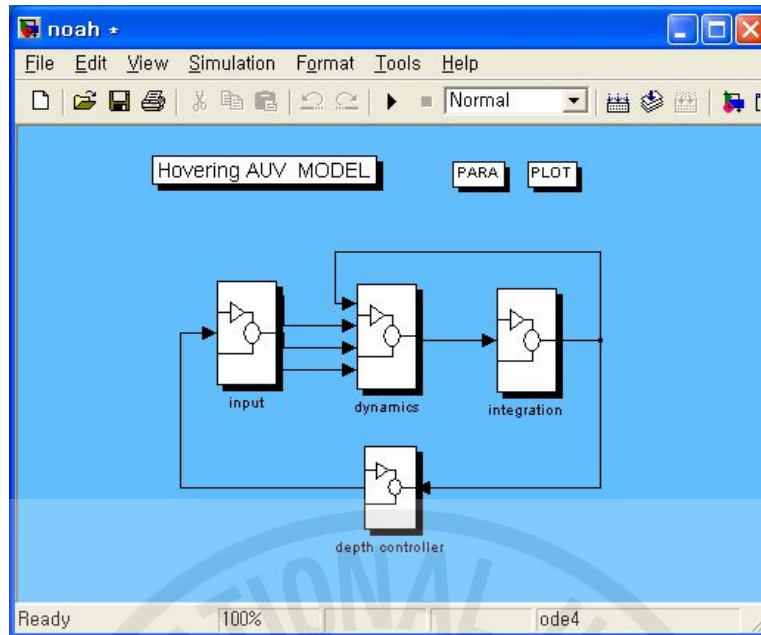 noah *
File Edit View Simulation Format Tools Help
Normal
Hovering AUV MODEL
PARA PLOT
input
dynamics
integration
depth controller
Ready 100% ode4
ATIONAL